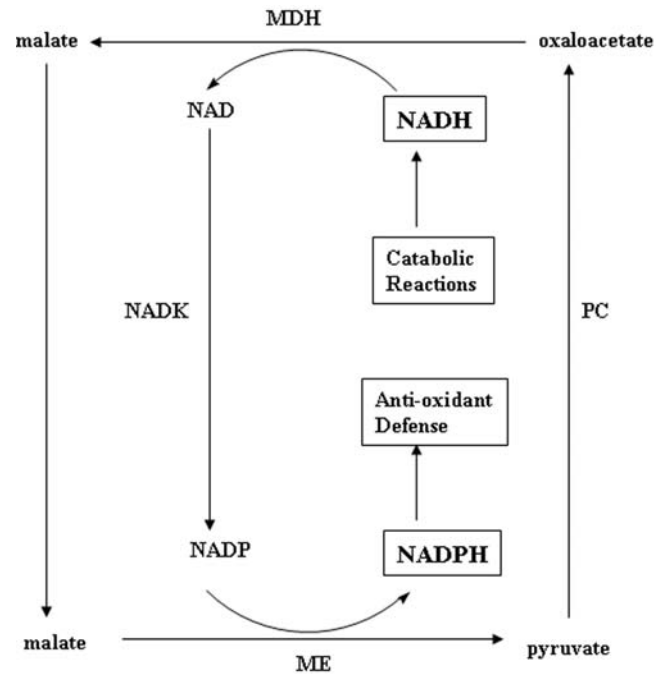 MDH
malate
oxaloacetate
NAD
NADH
Catabolic
Reactions
NADK
PC
Anti-oxidant
Defense
NADP
NADPH
malate
pyruvate
ME